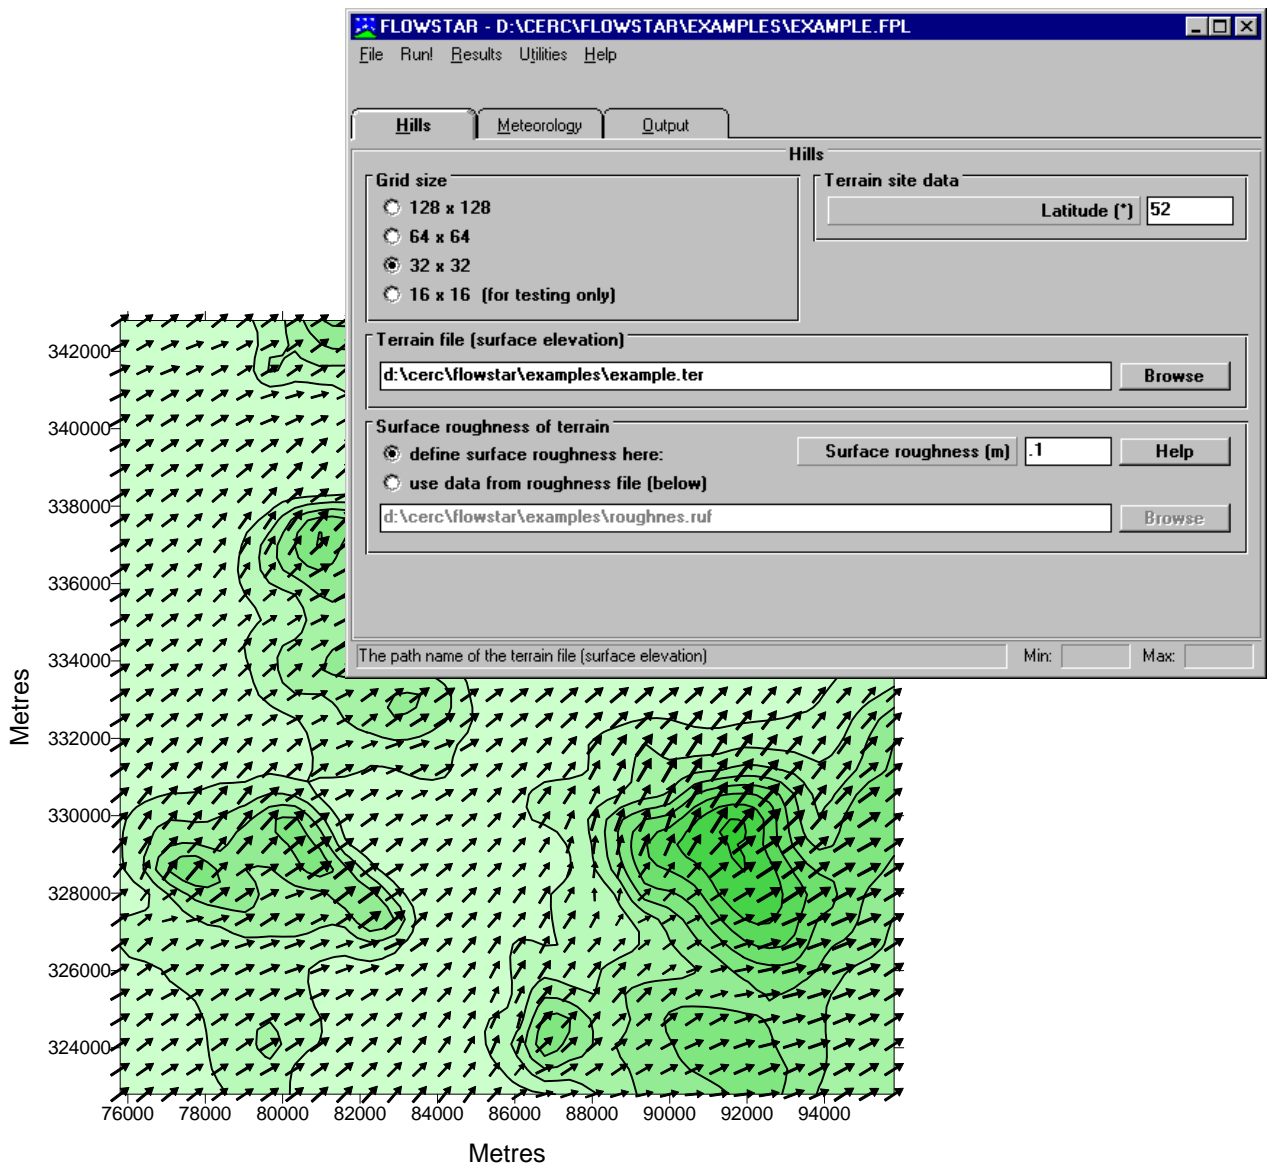 FLOWSTAR - D:\CERC\FLOWSTAR\EXAMPLES\EXAMPLE.FPL
File Run! Results Utilities Help
Hills Meteorology Output
Hills
Grid size
128 x 128
64 x 64
32 x 32
16 x 16 (for testing only)
Terrain site data
Latitude (°) 52
Terrain file (surface elevation)
d:\cerc\flowstar\examples\example.ter Browse
Surface roughness of terrain
define surface roughness here: Surface roughness (m) .1 Help
use data from roughness file (below)
d:\cerc\flowstar\examples\roughnes.ruf Browse
The path name of the terrain file (surface elevation) Min: Max:
342000
340000
338000
336000
334000
332000
330000
328000
326000
324000
Metres
76000 78000 80000 82000 84000 86000 88000 90000 92000 94000
Metres